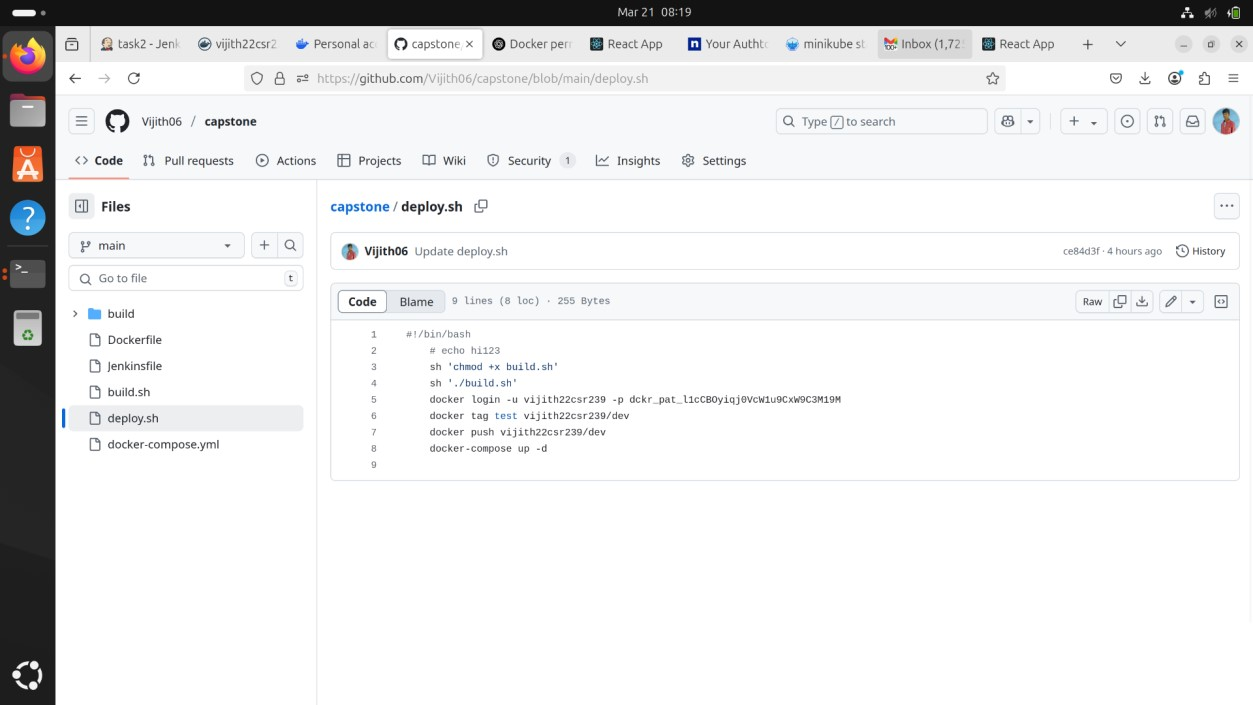 Mar 21 08:19
task2 - Jenk
vijith22csr2
Personal ac
capstone,
Docker per
React App
Your Autht
minikube st
Inbox (1,72
React App
https://github.com/Vijith06/capstone/blob/main/deploy.sh
Vijith06 / capstone
Type / to search
Code
Pull requests
Actions
Projects
Wiki
Security 1
Insights
Settings
Files
main
Go to file t
build
Dockerfile
Jenkinsfile
build.sh
deploy.sh
docker-compose.yml
capstone / deploy.sh
Vijith06 Update deploy.sh
ce84d3f · 4 hours ago
History
Code
Blame
9 lines (8 loc) · 255 Bytes
Raw
1 #!/bin/bash
2 # echo hi123
3 sh 'chmod +x build.sh'
4 sh './build.sh'
5 docker login -u vijith22csr239 -p dckr_pat_l1cCBOyiqj0VcW1u9CxW9C3M19M
6 docker tag test vijith22csr239/dev
7 docker push vijith22csr239/dev
8 docker-compose up -d
9